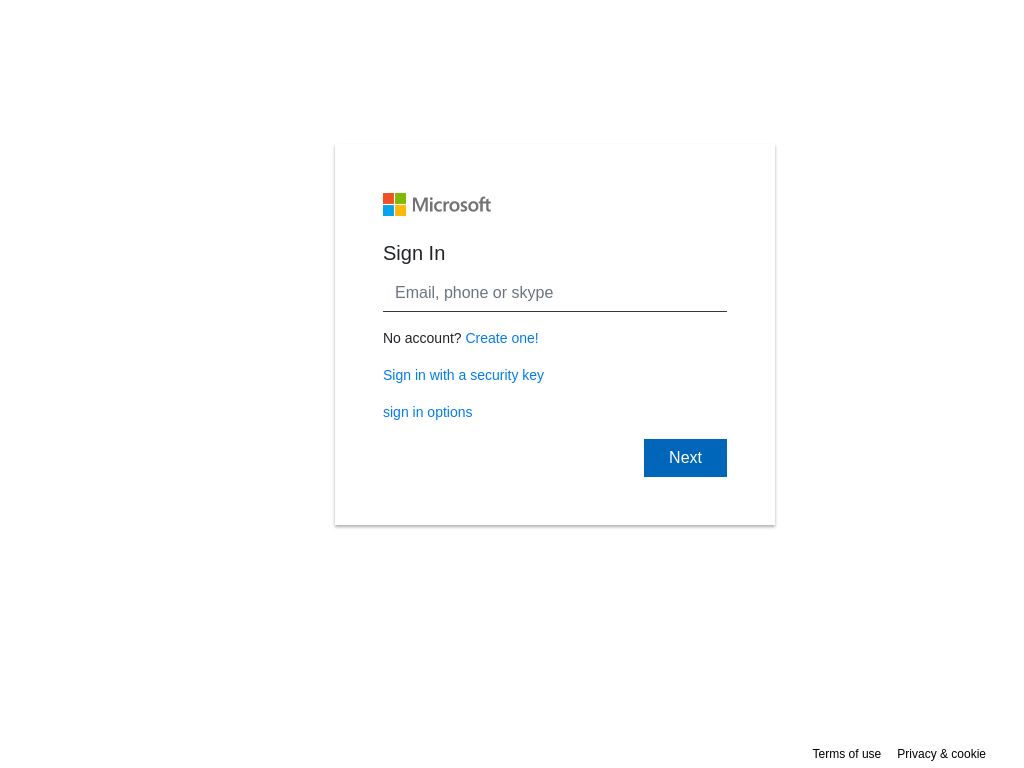 Microsoft
Sign In
Email, phone or skype
No account? Create one!
Sign in with a security key
sign in options
Next
Terms of use Privacy & cookie